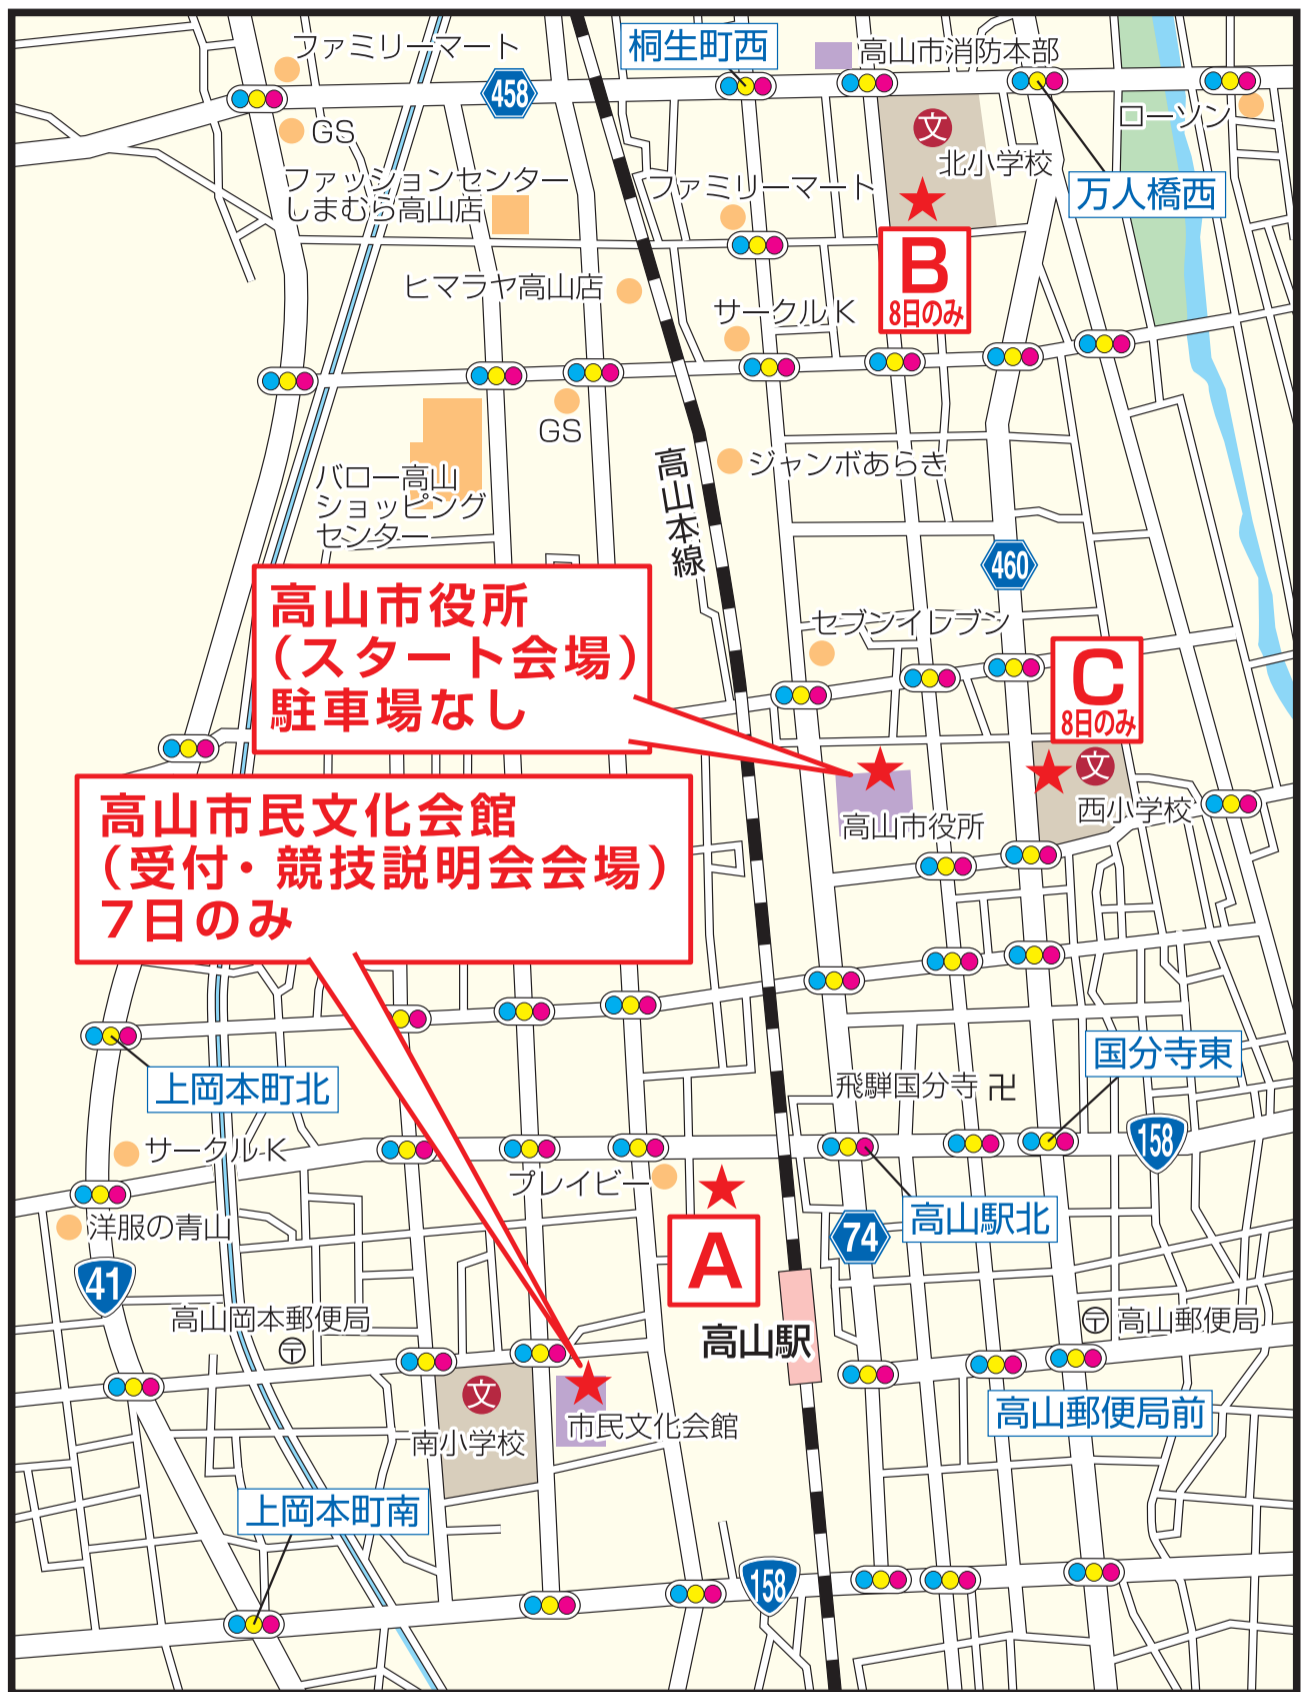 ファミリーマート
桐生町西
高山市消防本部
458
GS
ローソン
文
北小学校
ファッションセンター
しまむら高山店
ファミリーマート
万人橋西
B
8日のみ
ヒマラヤ高山店
サークルK
GS
高山本線
ジャンボあらき
バロー高山
ショッピング
センター
460
高山市役所
（スタート会場）
駐車場なし
セブンイレブン
C
8日のみ
文
西小学校
高山市役所
高山市民文化会館
（受付・競技説明会会場）
7日のみ
国分寺東
上岡本町北
飛騨国分寺
卍
158
サークルK
プレイビー
高山駅北
洋服の青山
A
74
41
高山岡本郵便局
〒
高山駅
〒
高山郵便局
文
南小学校
市民文化会館
高山郵便局前
上岡本町南
158